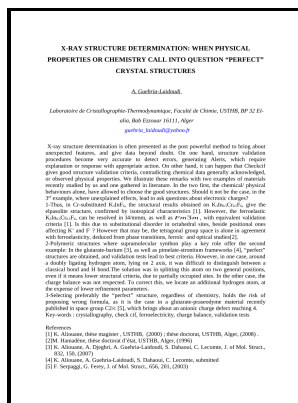 X-RAY STRUCTURE DETERMINATION: WHEN PHYSICAL
PROPERTIES OR CHEMISTRY CALL INTO QUESTION "PERFECT"
CRYSTAL STRUCTURES
A. Guehria-Laidoudi
Laboratoire de Cristallographie-Thermodynamique, Faculté de Chimie, USTHB, BP 32 El-
alia, Bab Ezzouar 16111, Alger
guehria_laidoudi@yahoo.fr
X-ray structure determination is often presented as the post powerful method to bring about
unexpected features, and give data beyond doubt. On one hand, structure validation
procedures become very accurate to detect errors, generating Alerts, which require
explanation or response with appropriate action. On other hand, it can happen that Checkcif
gives good structure validation criteria, contradicting chemical data generally acknowledged,
or observed physical properties. We illustrate these remarks with two examples of materials
recently studied by us and one gathered in literature. In the two first, the chemical/ physical
behaviours alone, have allowed to choose the good structures. Should it be the case, in the
3rd example, where unexplained effects, lead to ask questions about electronic charges?
1-Thus, in Cr-substituted the structural results obtained on give the
epasolite structure, confirmed by isotropical characteristics [1]. However, the ferroelastic
can be resolved in as well as with equivalent validation
criteria [1]. Is this due to substitutional disorder in octahedral sites, beside positional ones
affecting K+ and F- ? However that may be, the tetragonal space group is alone in agreement
with ferroelasticity, deduced from phase transitions, ferroic and optical studies[2].
2-Polymeric structures where supramolecular synthon play a key role offer the second
example: In the glutarate-barium [3], as well as pimelate-strontium frameworks [4], "perfect"
structures are obtained, and validation tests lead to best criteria. However, in one case, around
a doubly ligating hydrogen atom, lying on 2 axis, it was difficult to distinguish between a
classical bond and H bond.The solution was in splitting this atom on two general positions,
even if it means lower structural criteria, due to partially occupied sites. In the other case, the
charge balance was not respected. To correct this, we locate an additional hydrogen atom, at
the expense of lower refinement parameters.
3-Selecting preferably the "perfect" structure, regardless of chemistry, holds the risk of
proposing wrong formula, as it is the case in a glutarate-praseodyme material recently
published in space group C2/c [5], which brings about an anionic charge defect reaching 4.
Key-words : crystallography, check cif, ferroelasticity, charge balance, validation tests
References
[1] K. Aliouane, thèse magister , USTHB, (2000) ; thèse doctorat, USTHB, Alger, (2008) .
[2]M. Hamadène, thèse doctorat d'état, USTHB, Alger, (1996)
[3] K. Aliouane, A. Djeghri, A. Guehria-Laidoudi, S. Dahaoui, C. Lecomte, J. of Mol. Struct.,
832, 150, (2007)
[4] K. Aliouane, A. Guehria-Laidoudi, S. Dahaoui, C. Lecomte, submitted
[5] F. Serpaggi, G. Ferey, J. of Mol. Struct., 656, 201, (2003)